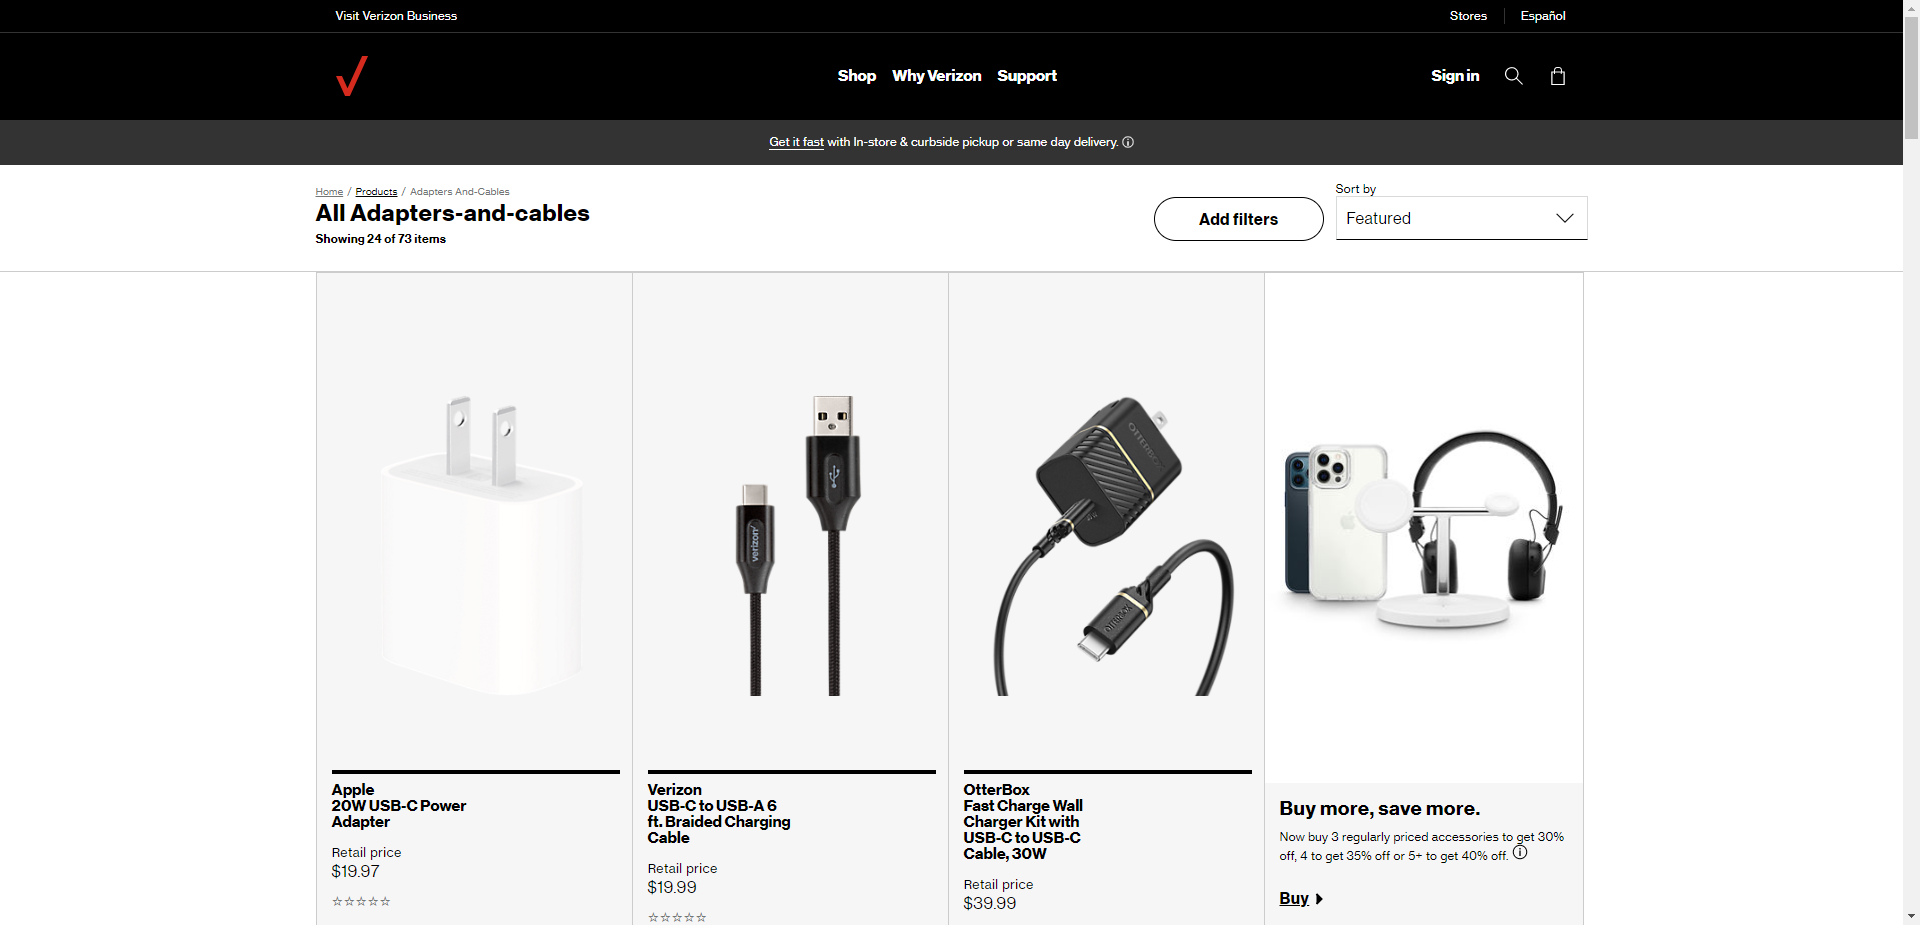 Visit Verizon Business
Stores
Español
Shop
Why Verizon
Support
Sign in
Get it fast with In-store & curbside pickup or same day delivery.
Home / Products / Adapters And-Cables
All Adapters-and-cables
Showing 24 of 73 items
Add filters
Sort by
Featured
verizon
OTTERBOX
OTTERBOX
Apple
20W USB-C Power
Adapter
Retail price
$19.97
Verizon
USB-C to USB-A 6
ft. Braided Charging
Cable
Retail price
$19.99
OtterBox
Fast Charge Wall
Charger Kit with
USB-C to USB-C
Cable, 30W
Retail price
$39.99
Buy more, save more.
Now buy 3 regularly priced accessories to get 30%
off, 4 to get 35% off or 5+ to get 40% off.
Buy